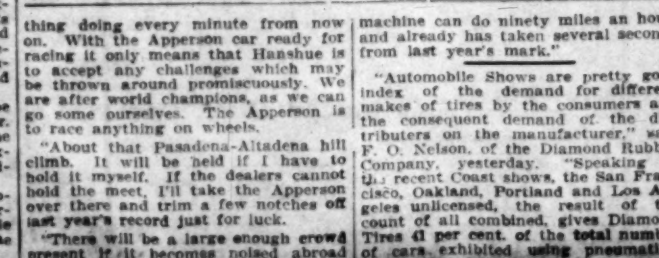 thing doing every minute from now
on. With the Apperson car ready for
racing it only means that Hanshue is
to accept any challenges which may
be thrown around promiscuously. We
are after world champions, as we can
go some ourselves. The Apperson is
to race anything on wheels.
"About that Pasadena-Altadena hill
climb. It will be held if I have to
hold it myself. If the dealers cannot
hold the meet, I'll take the Apperson
over there and trim a few notches off
last year's record just for luck.
"There will be a large enough crowd
present if it becomes noised abroad
machine can do ninety miles an hou
and already has taken several secon
from last year's mark."
"Automobile Shows are pretty go
index of the demand for differe
makes of tires by the consumers a
the consequent demand of the d
tributers on the manufacturer," w
F. O. Nelson, of the Diamond Rubb
Company, yesterday. "Speaking
the recent Coast shows, the San Fra
cisco, Oakland, Portland and Los A
geles unlicensed, the result of t
count of all combined, gives Diamo
Tires 41 per cent. of the total numb
of cars exhibited using pneumati